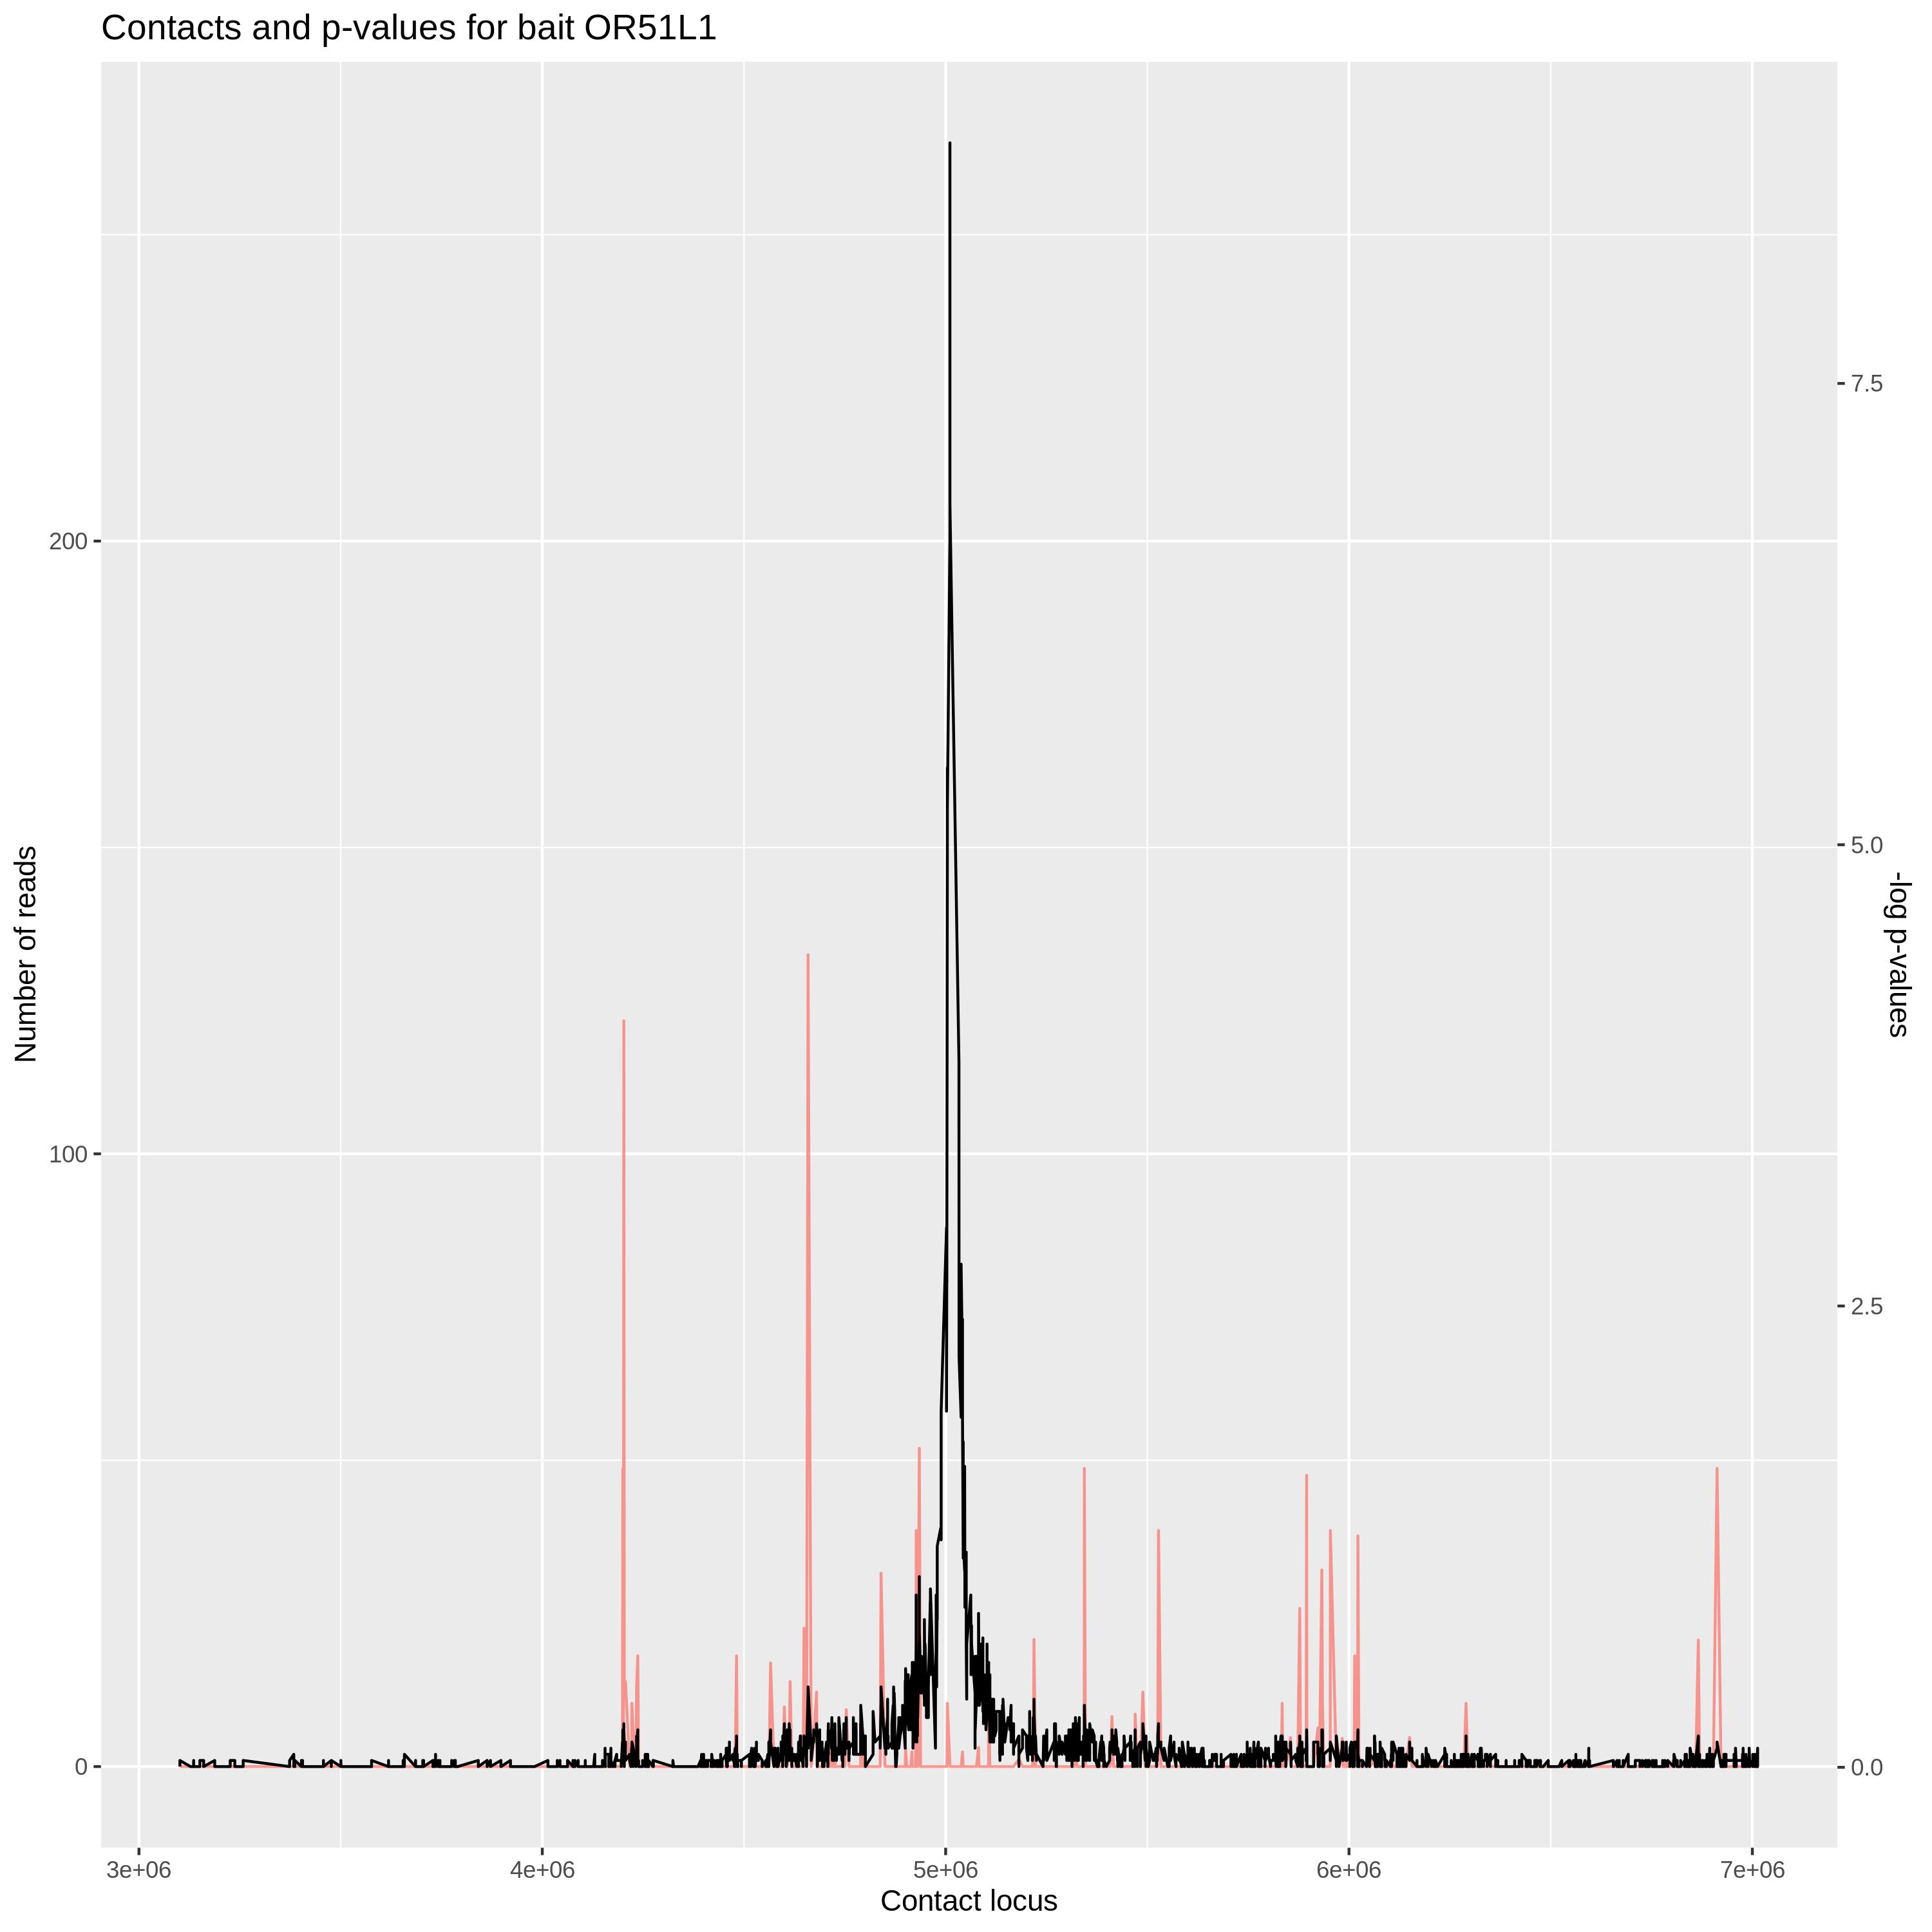 Contacts and p-values for bait OR51L1
Number of reads
200
100
0
7.5
5.0
2.5
0.0
-log p-values
3e+06 4e+06 5e+06 6e+06 7e+06
Contact locus